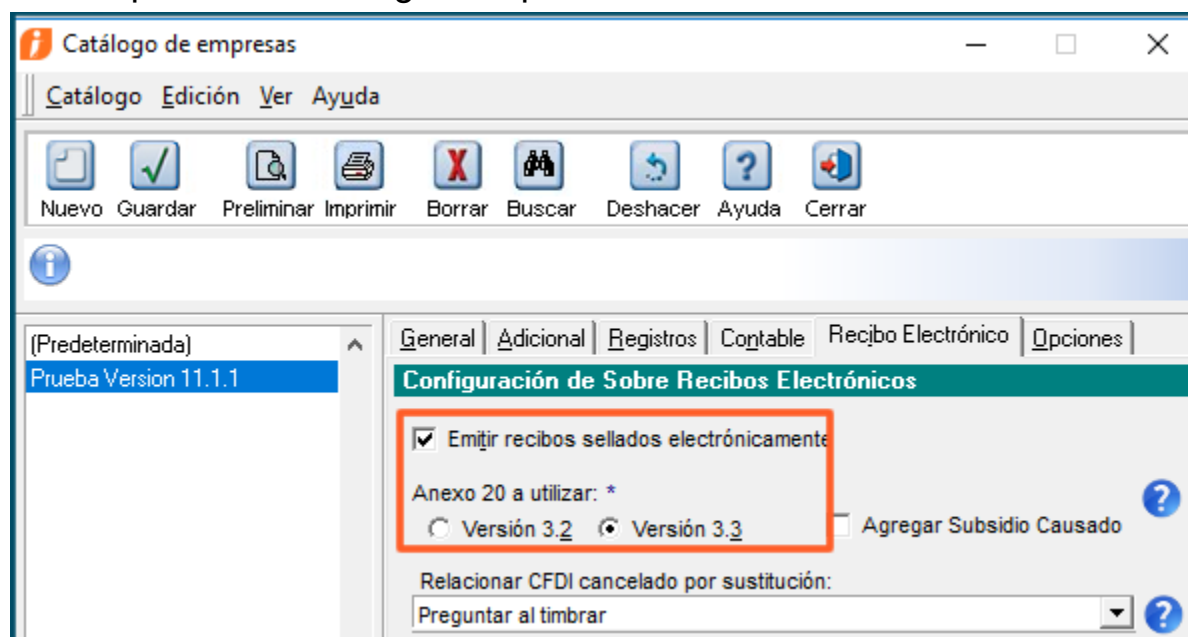 Catálogo de empresas
Catálogo Edición Ver Ayuda
Nuevo Guardar Preliminar Imprimir Borrar Buscar Deshacer Ayuda Cerrar
(Predeterminada)
Prueba Version 11.1.1
General Adicional Registros Contable Recibo Electrónico Opciones
Configuración de Sobre Recibos Electrónicos
Emitir recibos sellados electrónicamente
Anexo 20 a utilizar: *
Versión 3.2 Versión 3.3 Agregar Subsidio Causado
Relacionar CFDI cancelado por sustitución:
Preguntar al timbrar